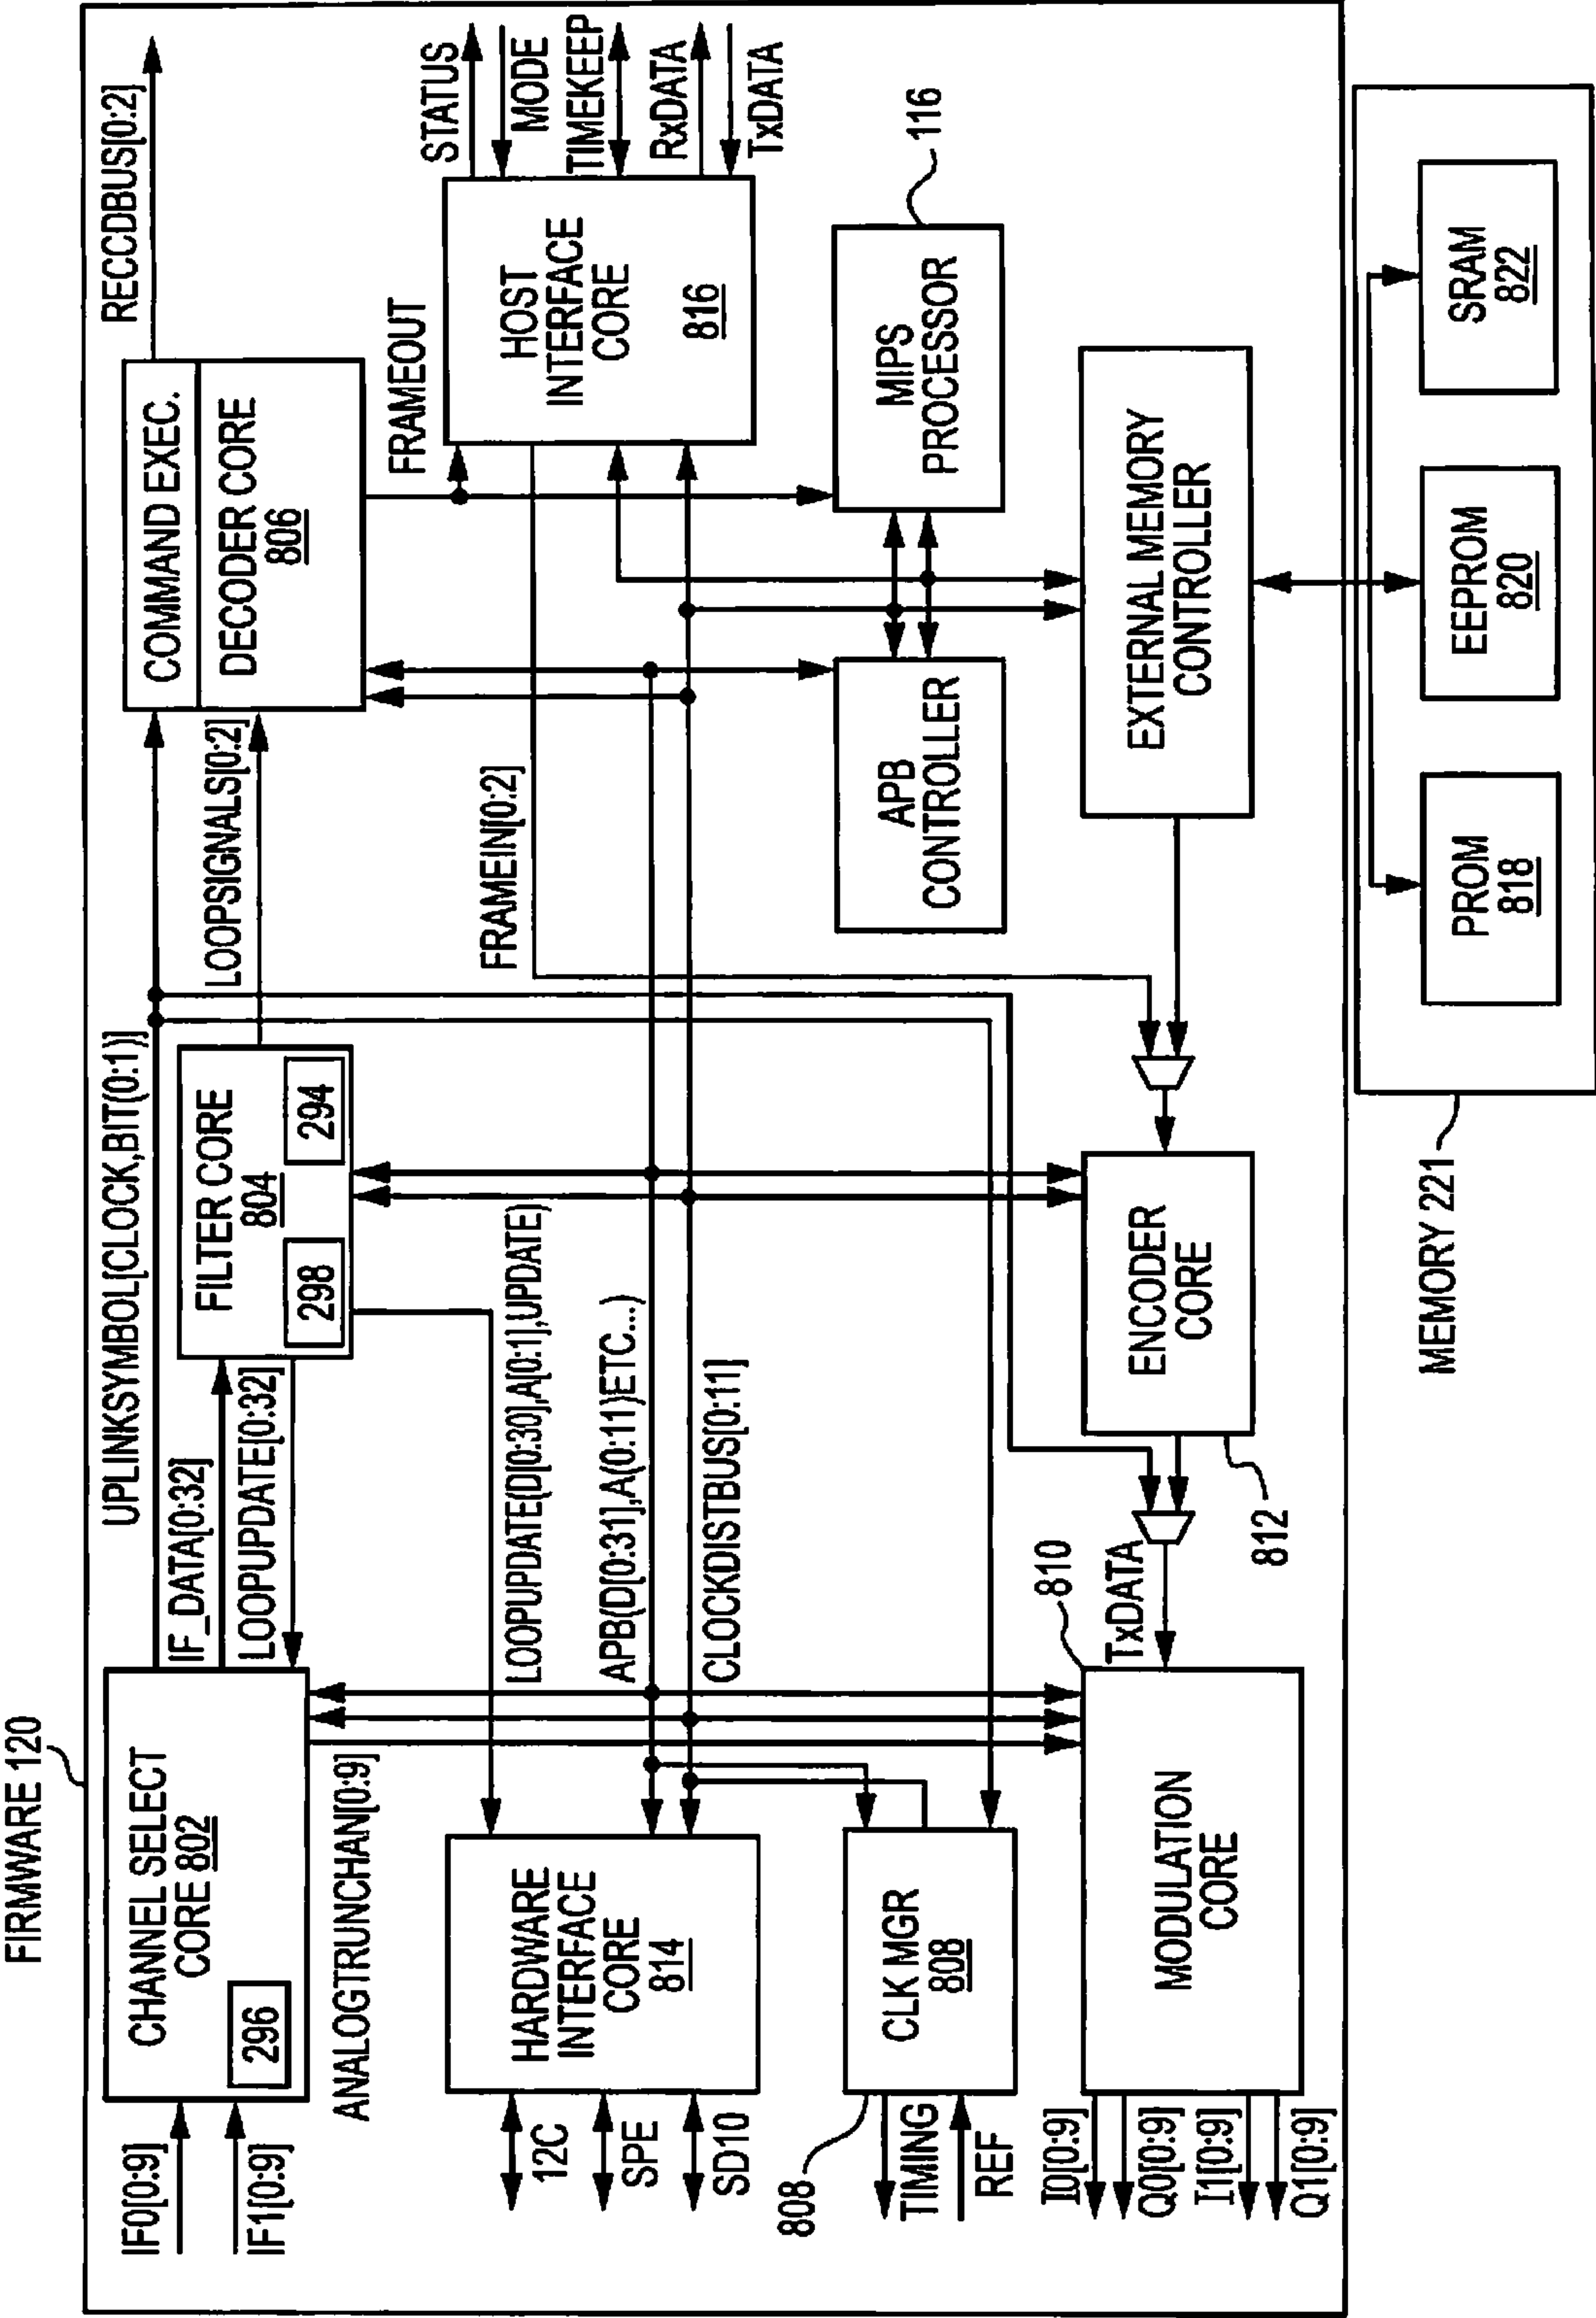 FIRMWARE 120
IF0[0:9]
IF1[0:9]
CHANNEL SELECT
CORE 802
296
UPLINKSYMBOL[CLOCK,BIT(0:1)]
IF_DATA[0:32]
LOOPUPDATE[0:32]
FILTER CORE
804
298
294
LOOPSIGNALS[0:2]
COMMAND EXEC.
DECODER CORE
806
RECCDBUS[0:2]
ANALOGTRUNCHAN[0:9]
LOOPUPDATE(D[0:30],A[0:1],UPDATE)
APB(D[0:31],A(0:11)ETC...)
CLOCKDISTBUS[0:11]
FRAMEIN[0:2]
FRAMEOUT
HOST
INTERFACE
CORE
816
STATUS
MODE
TIMEKEEP
RxDATA
TxDATA
12C
SPE
SD10
HARDWARE
INTERFACE
CORE
814
APB
CONTROLLER
MIPS
PROCESSOR
116
808
TIMING
REF
CLK MGR
808
I0[0:9]
Q0[0:9]
I1[0:9]
Q1[0:9]
MODULATION
CORE
810
TxDATA
ENCODER
CORE
812
EXTERNAL MEMORY
CONTROLLER
MEMORY 221
PROM
818
EEPROM
820
SRAM
822